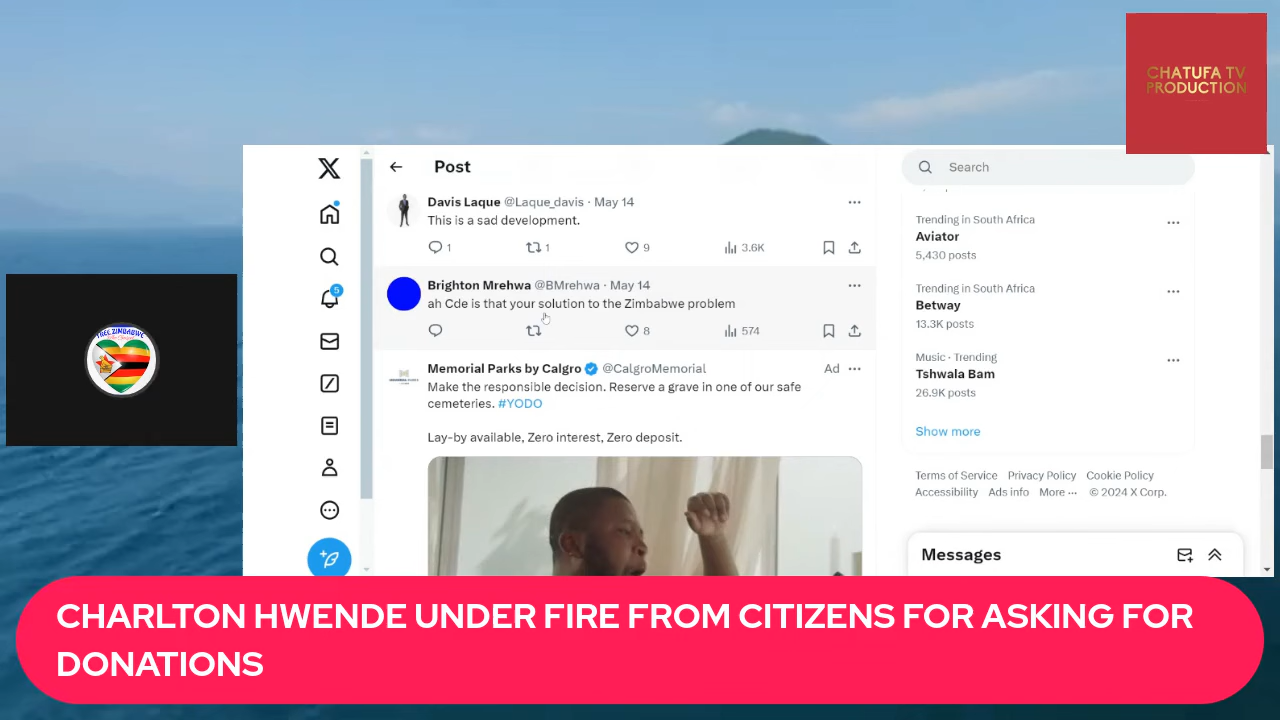 CHATUFA TV
PRODUCTION
Post
Search
Davis Laque @Laque_davis · May 14
This is a sad development.
1
1
9
3.6K
Brighton Mrehwa @BMrehwa · May 14
ah Cde is that your solution to the Zimbabwe problem
8
574
Memorial Parks by Calgro @CalgroMemorial
Ad
Make the responsible decision. Reserve a grave in one of our safe
cemeteries. #YODO
Lay-by available, Zero interest, Zero deposit.
5
Trending in South Africa
Aviator
5,430 posts
Trending in South Africa
Betway
13.3K posts
Music · Trending
Tshwala Bam
26.9K posts
Show more
Terms of Service Privacy Policy Cookie Policy
Accessibility Ads info More ··· © 2024 X Corp.
Messages
CHARLTON HWENDE UNDER FIRE FROM CITIZENS FOR ASKING FOR
DONATIONS